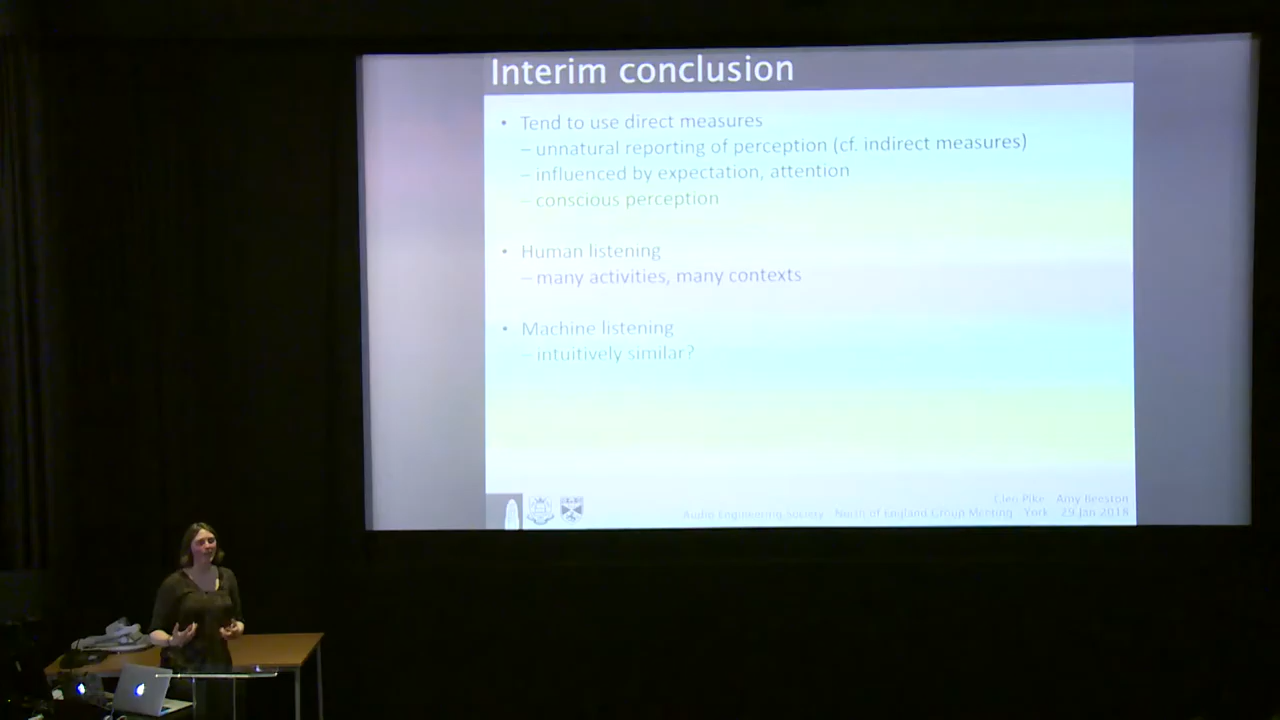 Interim conclusion
• Tend to use direct measures
– unnatural reporting of perception (cf. indirect measures)
– influenced by expectation, attention
– conscious perception
• Human listening
– many activities, many contexts
• Machine listening
– intuitively similar?
Cleo Pike Amy Beeston
Audio Engineering Society North of England Group Meeting York 29 Jan 2018